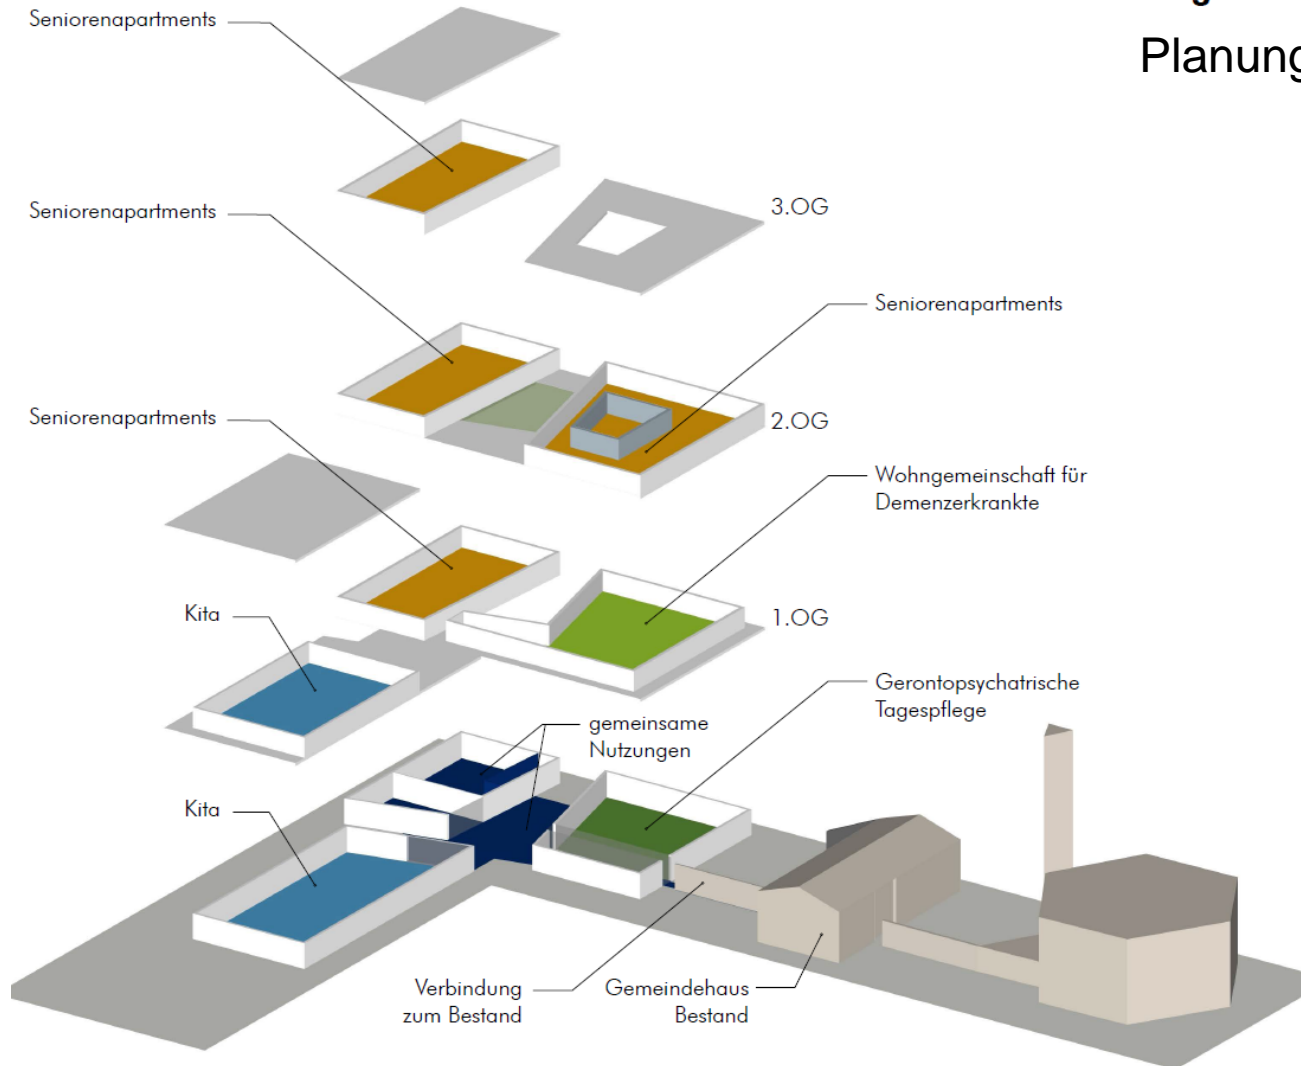 Planung
Seniorenapartments
Seniorenapartments
3.OG
Seniorenapartments
Seniorenapartments
2.OG
Wohngemeinschaft für
Demenzerkrankte
Kita
1.OG
Gerontopsychatrische
Tagespflege
gemeinsame
Nutzungen
Kita
Verbindung
zum Bestand
Gemeindehaus
Bestand